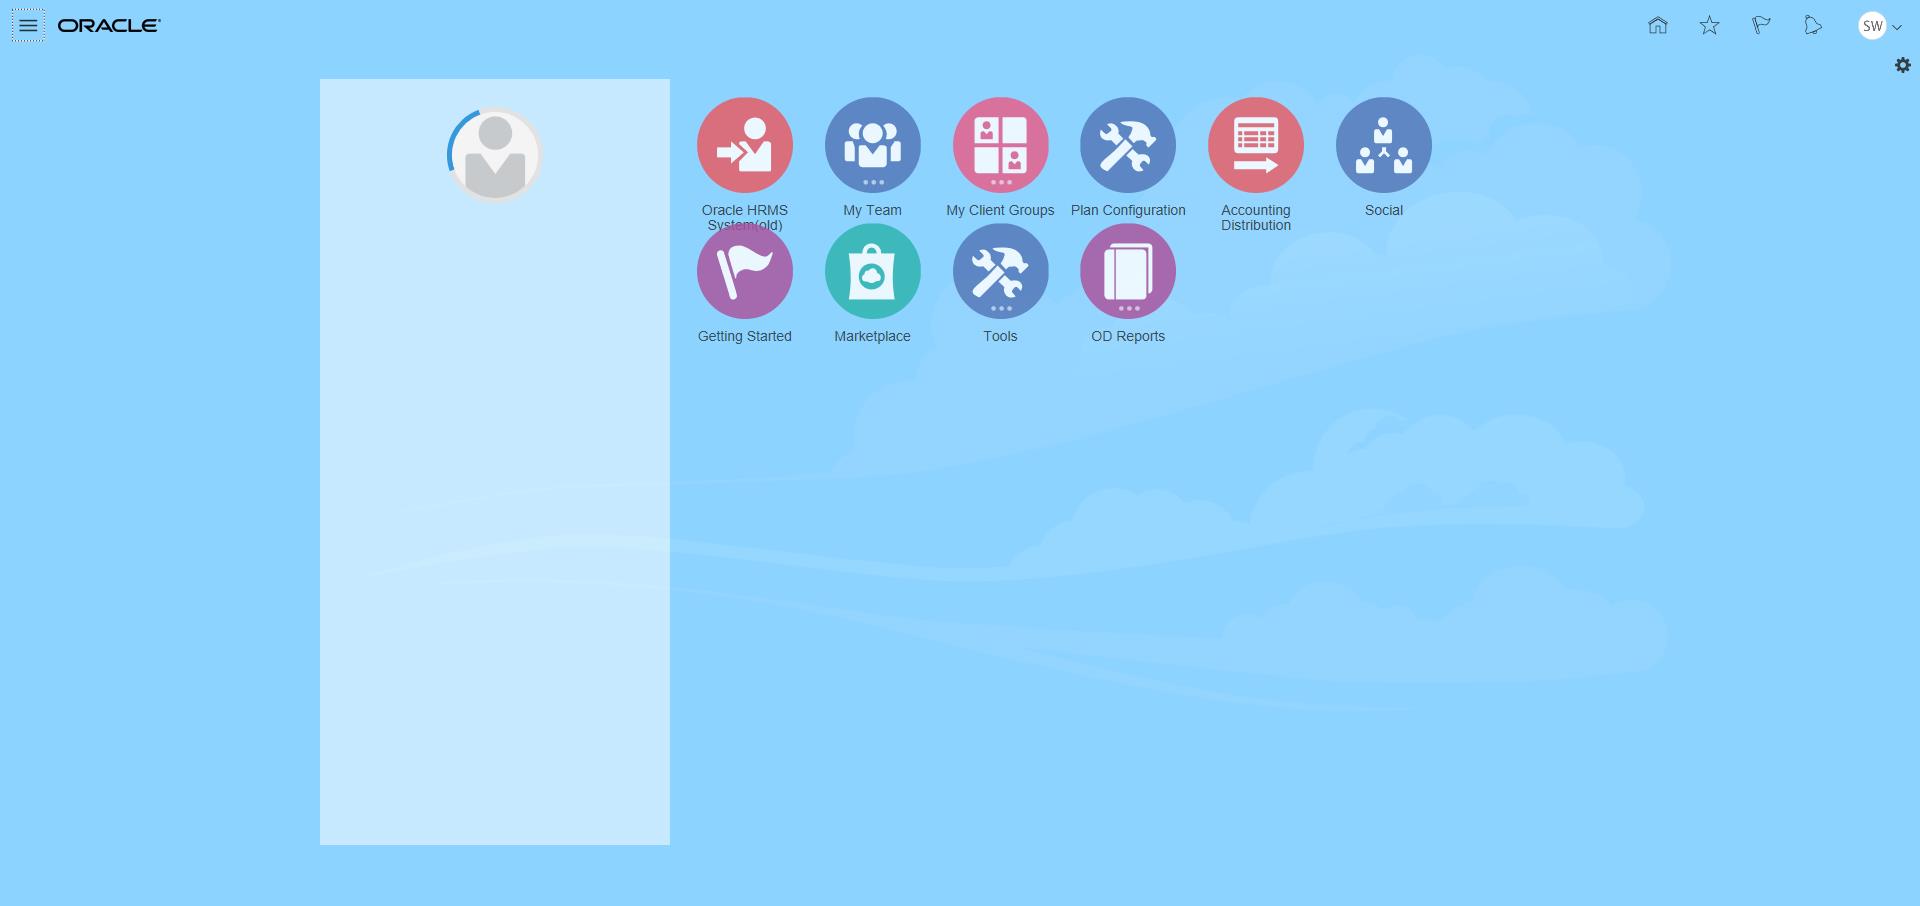 ORACLE
SW
Oracle HRMS
System(old)
My Team
My Client Groups
Plan Configuration
Accounting
Distribution
Social
Getting Started
Marketplace
Tools
OD Reports